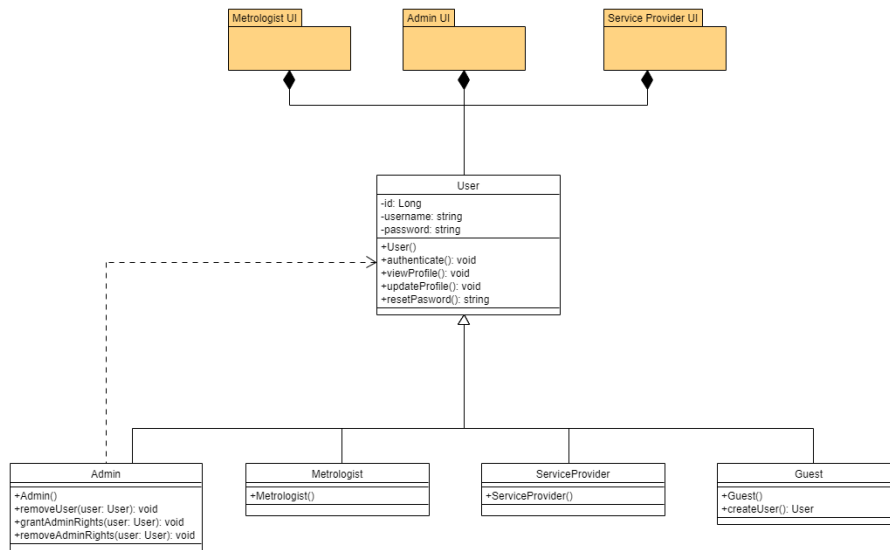 Metrologist UI
Admin UI
Service Provider UI
User
-id: Long
-username: string
-password: string
+User()
+authenticate(): void
+viewProfile(): void
+updateProfile(): void
+resetPasword(): string
Admin
+Admin()
+removeUser(user: User): void
+grantAdminRights(user: User): void
+removeAdminRights(user: User): void
Metrologist
+Metrologist()
ServiceProvider
+ServiceProvider()
Guest
+Guest()
+createUser(): User